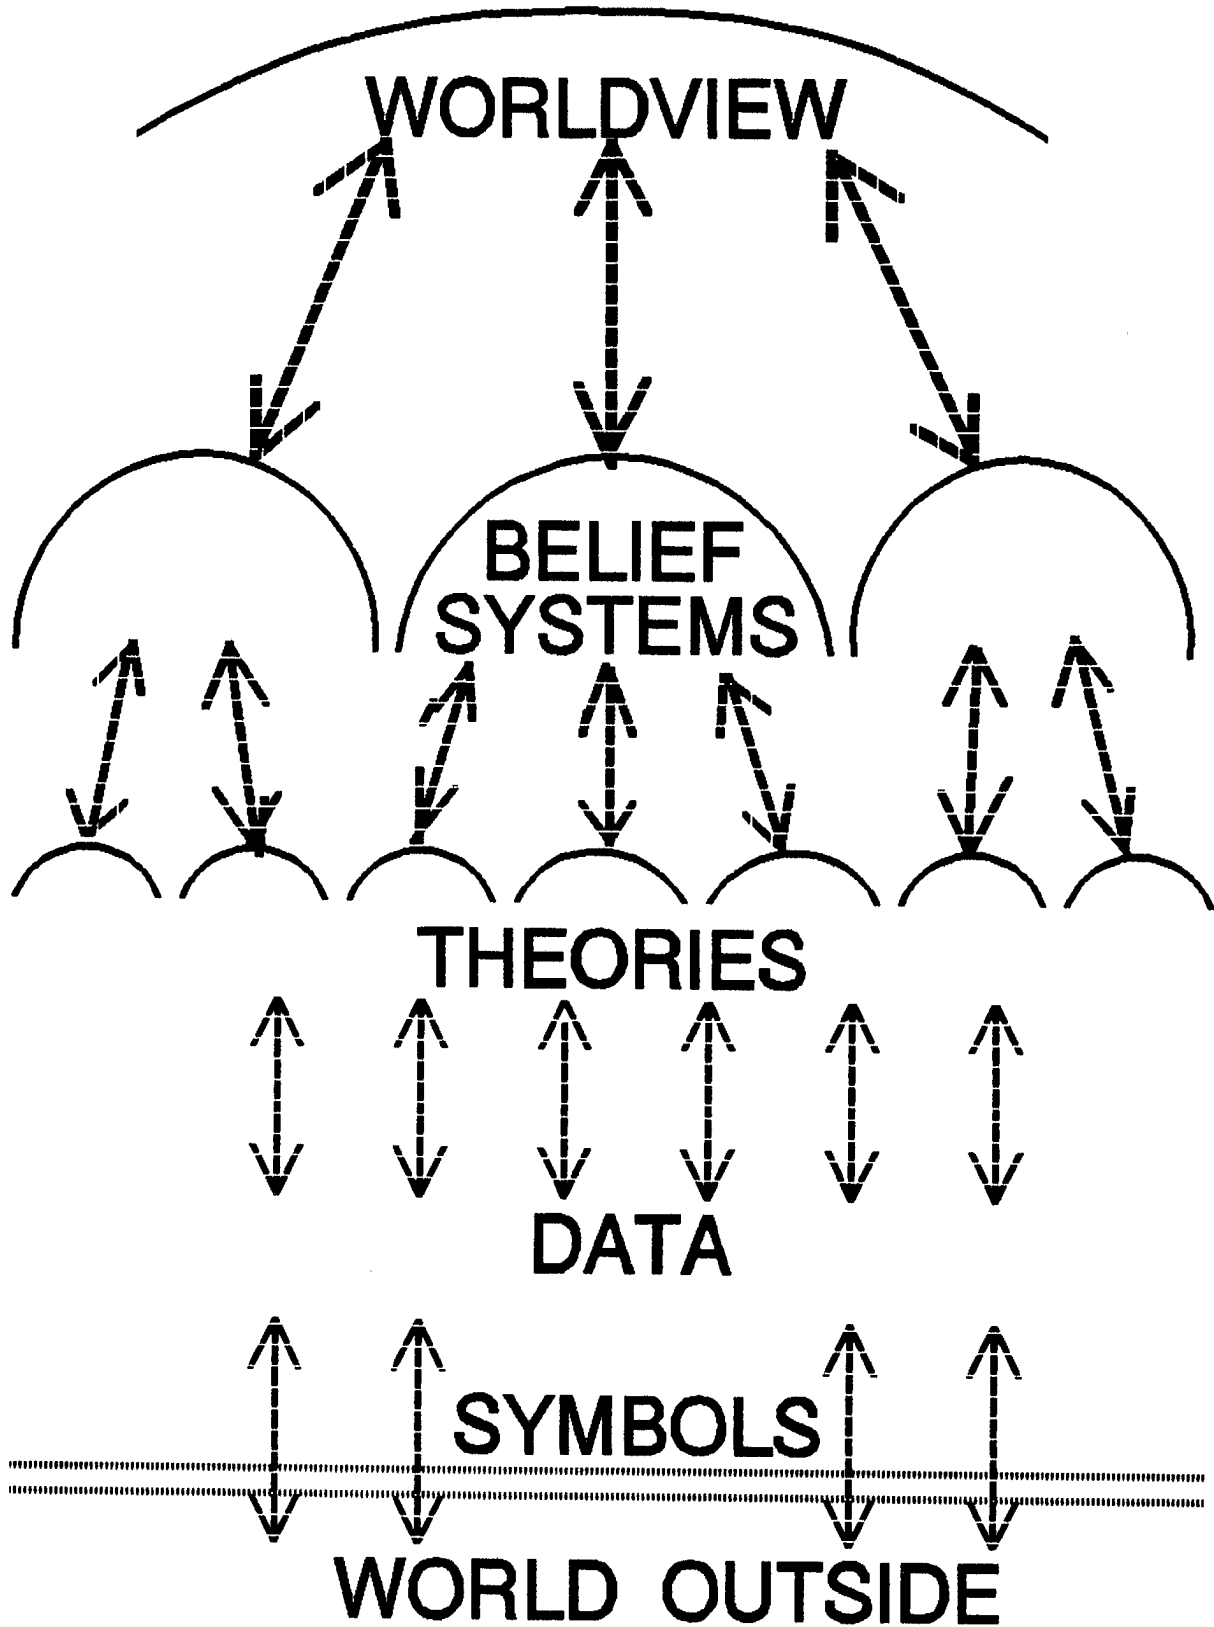 WORLDVIEW
BELIEF
SYSTEMS
THEORIES
DATA
SYMBOLS
WORLD OUTSIDE